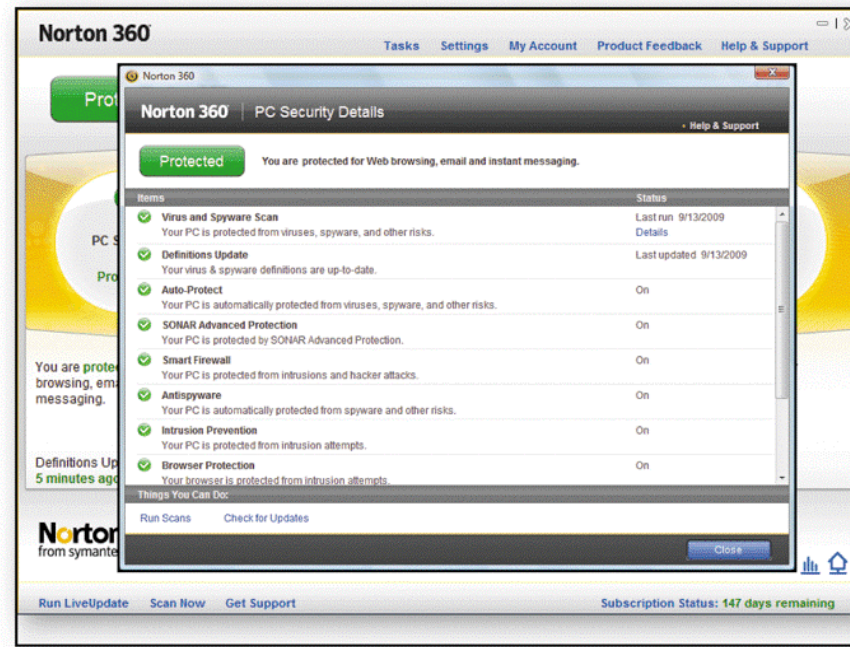 Norton 360
Tasks Settings My Account Product Feedback Help & Support
Norton 360
Norton 360 | PC Security Details
• Help & Support
Protected
You are protected for Web browsing, email and instant messaging.
Items Status
Virus and Spyware Scan Last run 9/13/2009
Your PC is protected from viruses, spyware, and other risks. Details
Definitions Update Last updated 9/13/2009
Your virus & spyware definitions are up-to-date.
Auto-Protect On
Your PC is automatically protected from viruses, spyware, and other risks.
SONAR Advanced Protection On
Your PC is protected by SONAR Advanced Protection.
Smart Firewall On
Your PC is protected from intrusions and hacker attacks.
Antispyware On
Your PC is automatically protected from spyware and other risks.
Intrusion Prevention On
Your PC is protected from intrusion attempts.
Browser Protection On
Your browser is protected from intrusion attempts.
Things You Can Do:
Run Scans Check for Updates
Close
Prot
PC S
Pro
You are prote
browsing, ema
messaging.
Definitions Up
5 minutes ago
Norton
from symante
Run LiveUpdate Scan Now Get Support
Subscription Status: 147 days remaining